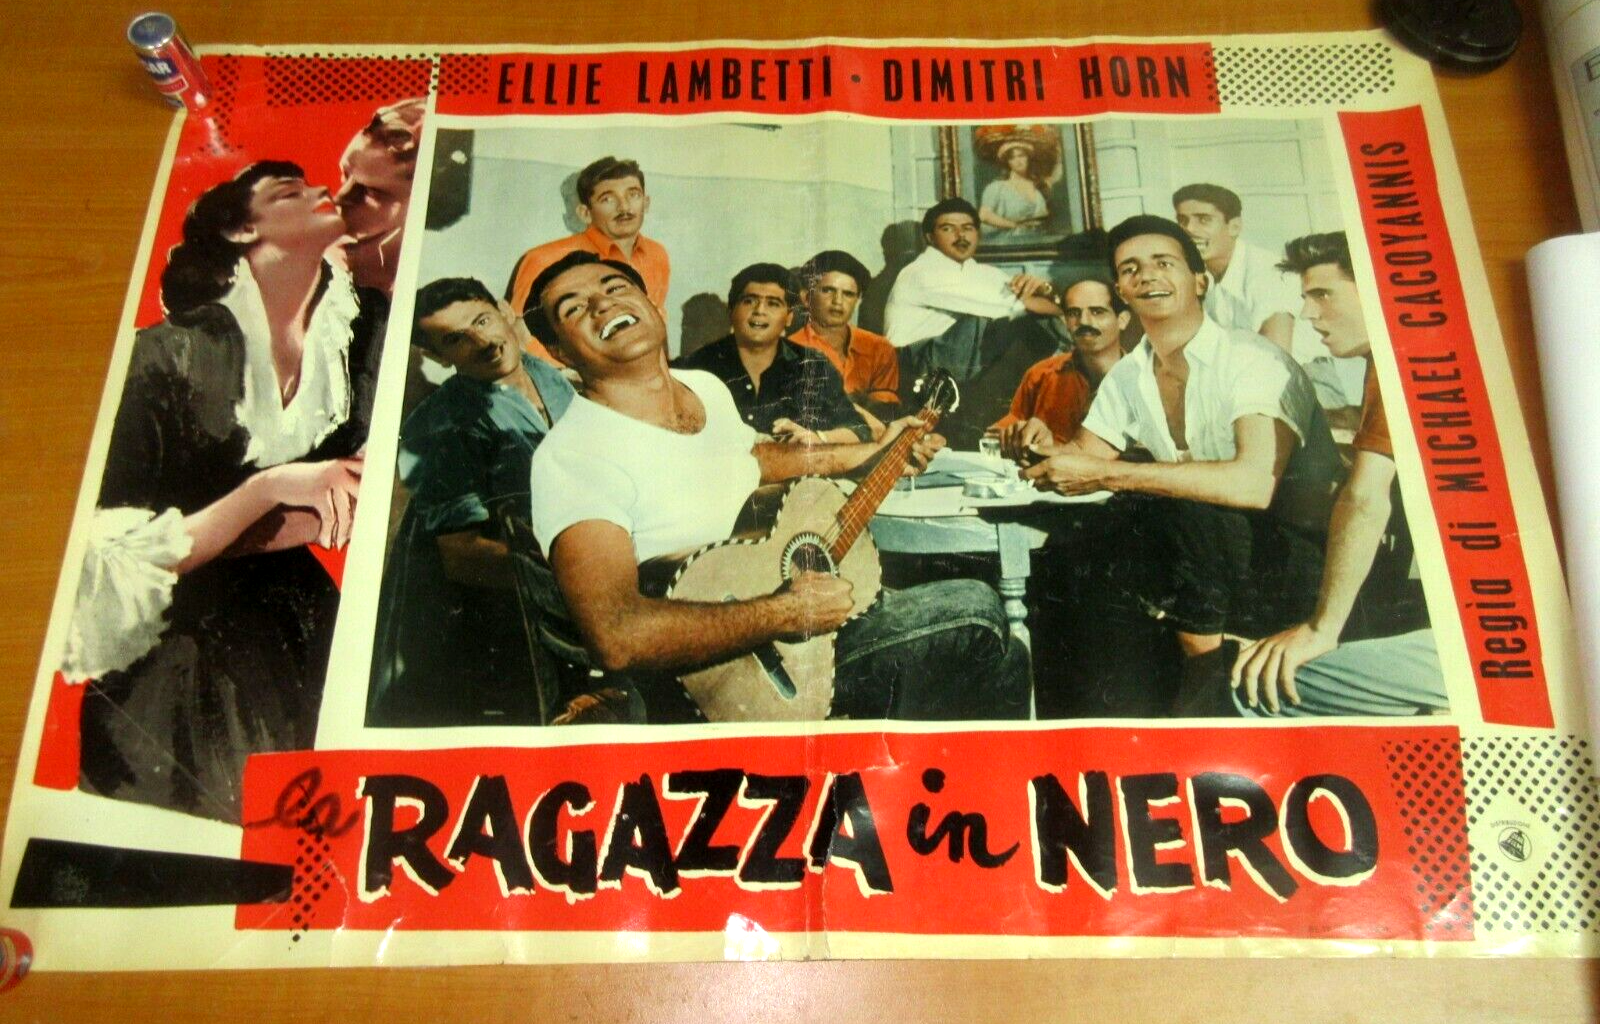 ELLIE LAMBETTI • DIMITRI HORN
Regia di MICHAEL CACOYANNIS
la RAGAZZA in NERO